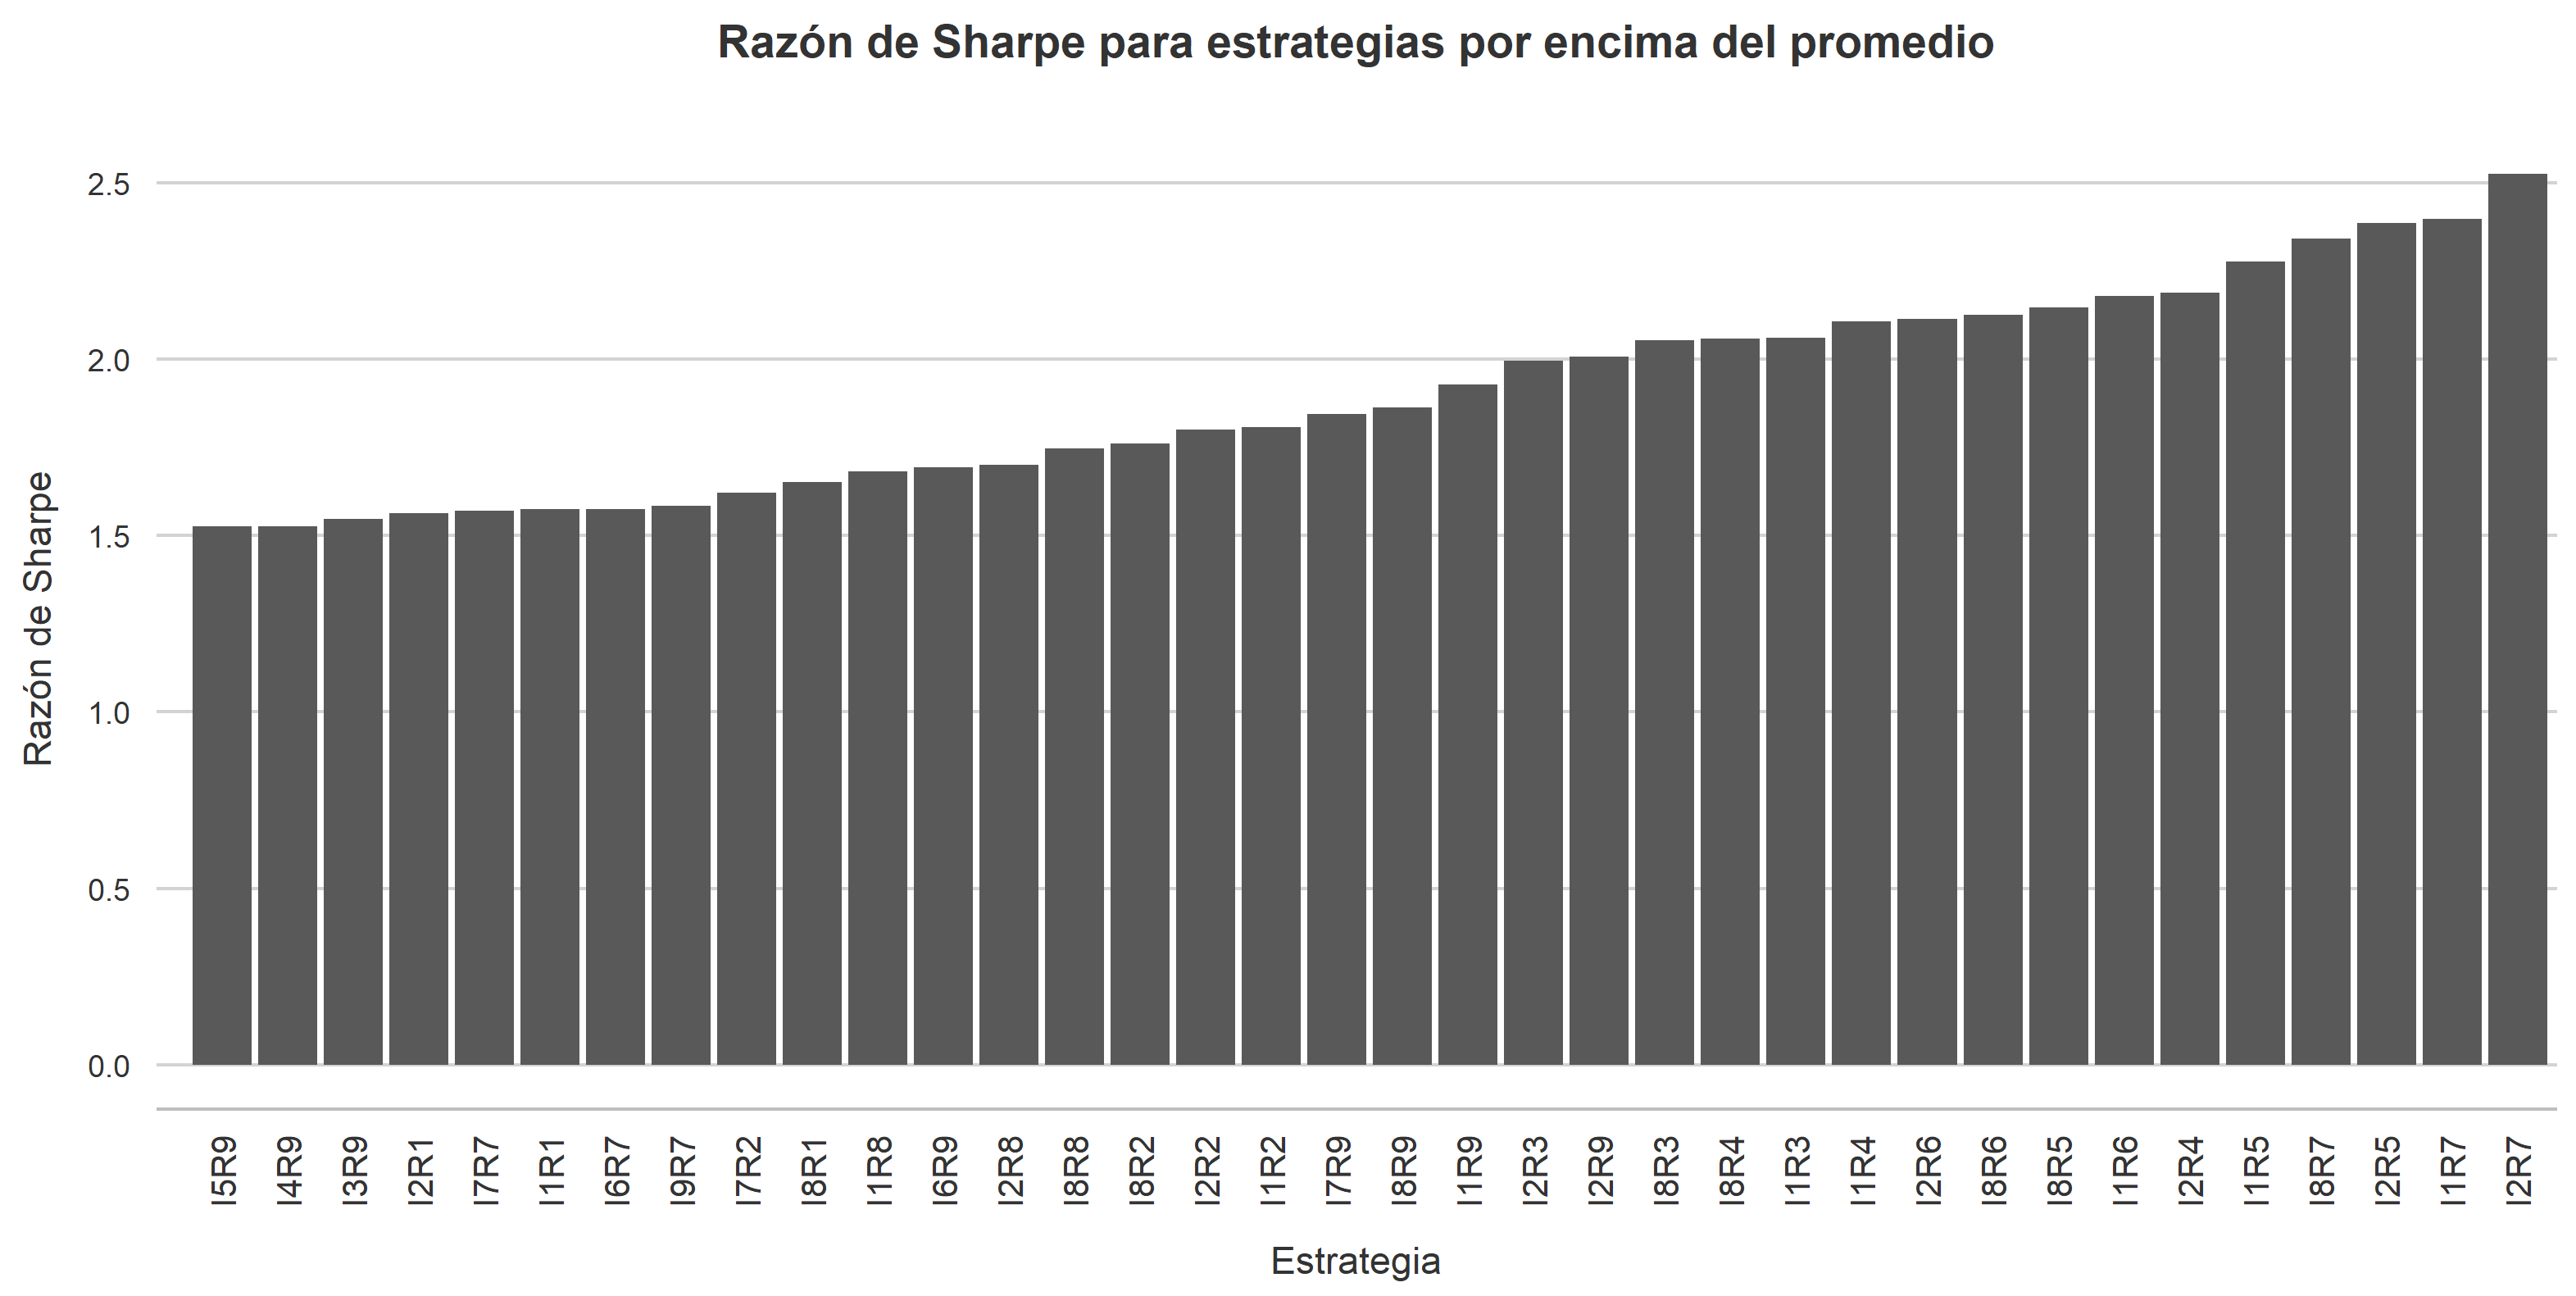 Razón de Sharpe para estrategias por encima del promedio
Razón de Sharpe
2.5
2.0
1.5
1.0
0.5
0.0
I5R9 I4R9 I3R9 I2R1 I7R7 I1R1 I6R7 I9R7 I7R2 I8R1 I1R8 I6R9 I2R8 I8R8 I8R2 I2R2 I1R2 I7R9 I8R9 I1R9 I2R3 I2R9 I8R3 I8R4 I1R3 I1R4 I2R6 I8R6 I8R5 I1R6 I2R4 I1R5 I8R7 I2R5 I1R7 I2R7
Estrategia